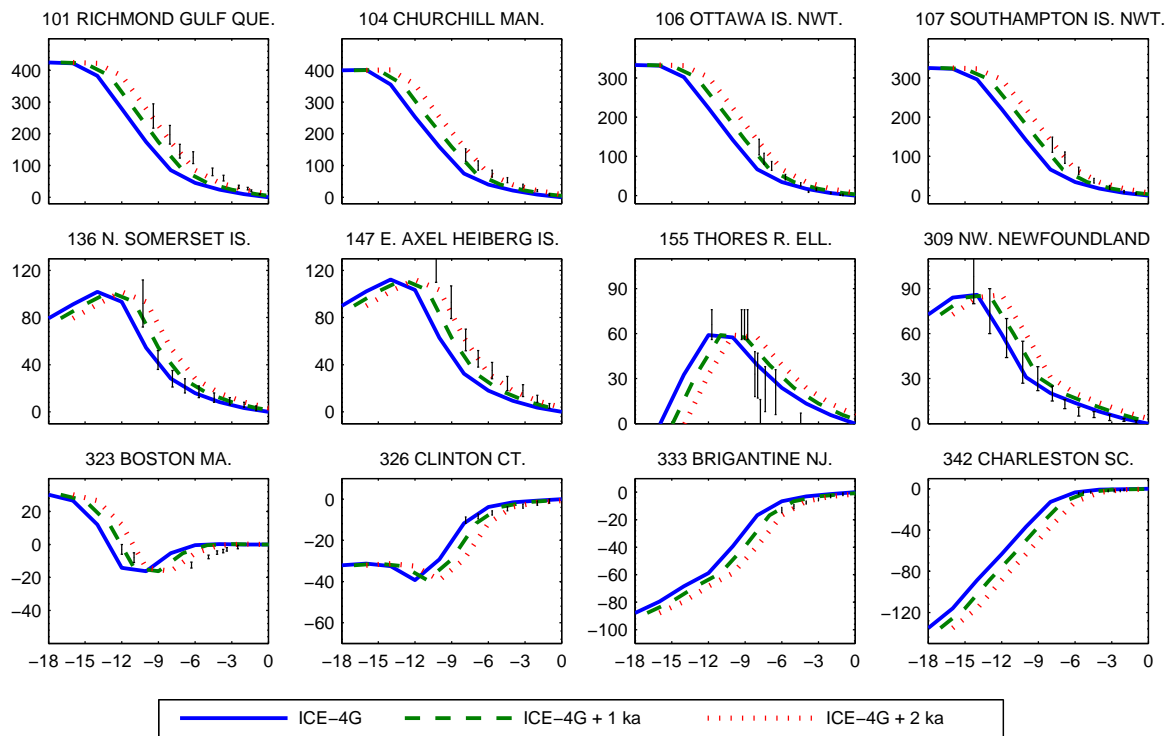 101 RICHMOND GULF QUE.
104 CHURCHILL MAN.
106 OTTAWA IS. NWT.
107 SOUTHAMPTON IS. NWT.
400
300
200
100
0
400
300
200
100
0
300
200
100
0
300
200
100
0
136 N. SOMERSET IS.
147 E. AXEL HEIBERG IS.
155 THORES R. ELL.
309 NW. NEWFOUNDLAND
120
80
40
0
120
80
40
0
90
60
30
0
90
60
30
0
323 BOSTON MA.
326 CLINTON CT.
333 BRIGANTINE NJ.
342 CHARLESTON SC.
20
0
−20
−40
0
−20
−40
−60
0
−20
−40
−60
−80
−100
0
−40
−80
−120
−18 −15 −12 −9 −6 −3 0
−18 −15 −12 −9 −6 −3 0
−18 −15 −12 −9 −6 −3 0
−18 −15 −12 −9 −6 −3 0
ICE−4G
ICE−4G + 1 ka
ICE−4G + 2 ka